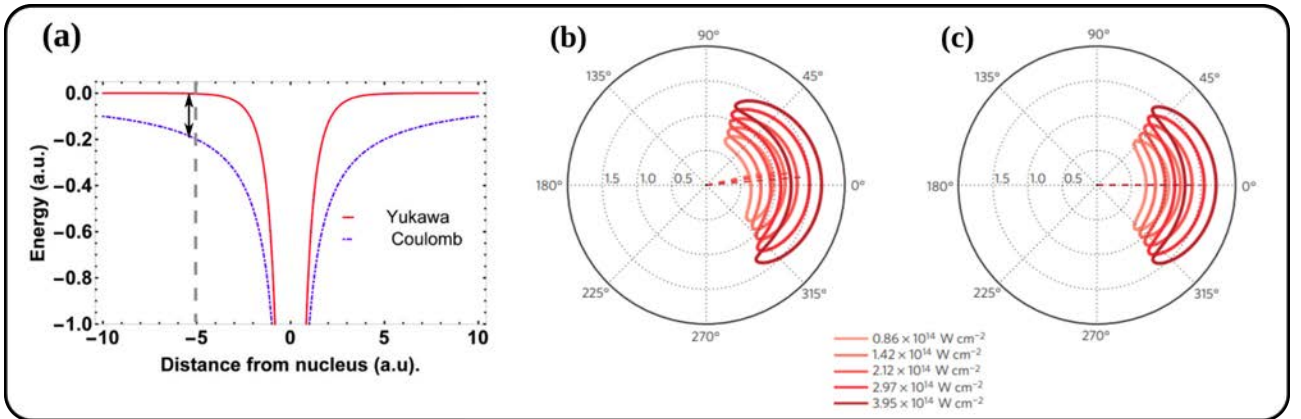 (a)
0.0
−0.2
−0.4
−0.6
−0.8
−1.0
Energy (a.u.)
Yukawa
Coulomb
−10
−5
0
5
10
Distance from nucleus (a.u).
(b)
90°
135°
45°
180°
1.5
1.0
0.5
0°
225°
315°
270°
(c)
90°
135°
45°
180°
1.5
1.0
0.5
0°
225°
315°
270°
0.86 × 10¹⁴ W cm⁻²
1.42 × 10¹⁴ W cm⁻²
2.12 × 10¹⁴ W cm⁻²
2.97 × 10¹⁴ W cm⁻²
3.95 × 10¹⁴ W cm⁻²